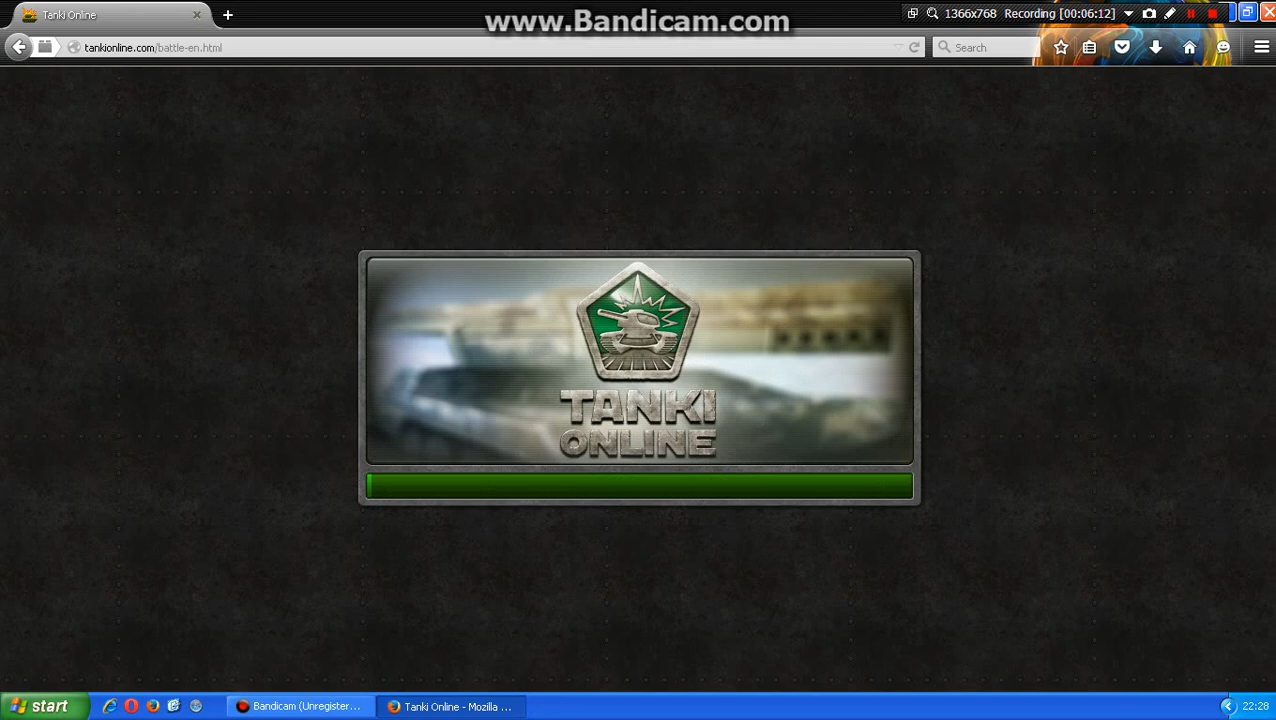 Tanki Online
www.Bandicam.com
1366x768 Recording [00:06:12]
tankionline.com/battle-en.html
Search
TANKI
ONLINE
start
Bandicam (Unregister...
Tanki Online - Mozilla ...
22:28